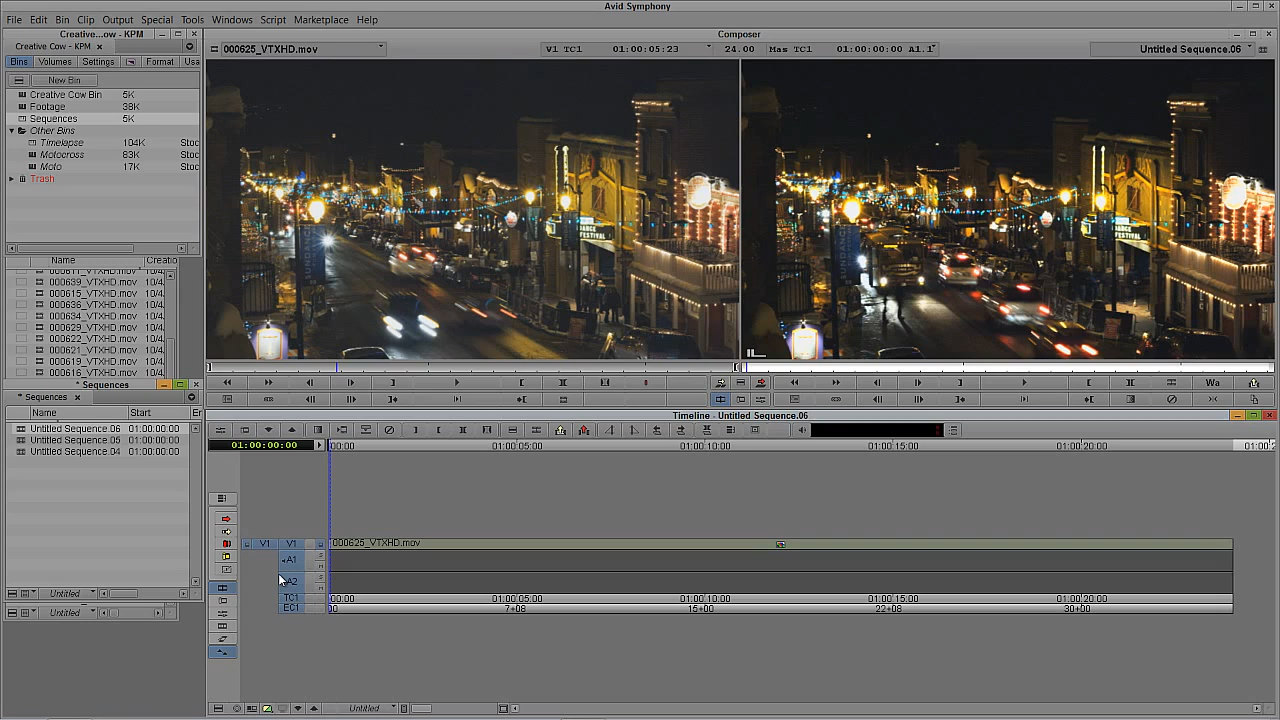 Avid Symphony
File Edit Bin Clip Output Special Tools Windows Script Marketplace Help
Creative...ow - KPM
Composer
Creative Cow - KPM
000625_VTXHD.mov
V1 TC1 01:00:05:23 24.00 Mas TC1 01:00:00:00 A1.1
Untitled Sequence.06
Bins Volumes Settings Format Usa
New Bin
Creative Cow Bin 5K
Footage 38K
Sequences 5K
Other Bins
Timelapse 104K Stoc
Motocross 83K Stoc
Moto 17K Stoc
Trash
Name Creatio
000611_VTXHD.mov 10/4
000615_VTXHD.mov 10/4
000635_VTXHD.mov 10/4
000634_VTXHD.mov 10/4
000629_VTXHD.mov 10/4
000622_VTXHD.mov 10/4
000621_VTXHD.mov 10/4
000619_VTXHD.mov 10/4
000616_VTXHD.mov 10/4
SUNDANCE
FESTIVAL
* Sequences
* Sequences
Name Start Er
Untitled Sequence.06 01:00:00:00
Untitled Sequence.05 01:00:00:00
Untitled Sequence.04 01:00:00:00
Untitled
Untitled
Wa
Timeline - Untitled Sequence.06
01:00:00:00 00:00 01:00:05:00 01:00:10:00 01:00:15:00 01:00:20:00 01:00:2
V1 V1 000625_VTXHD.mov
A1
A2
TC1 00:00 01:00:05:00 01:00:10:00 01:00:15:00 01:00:20:00
EC1 00 7+08 15+00 22+08 30+00
Untitled